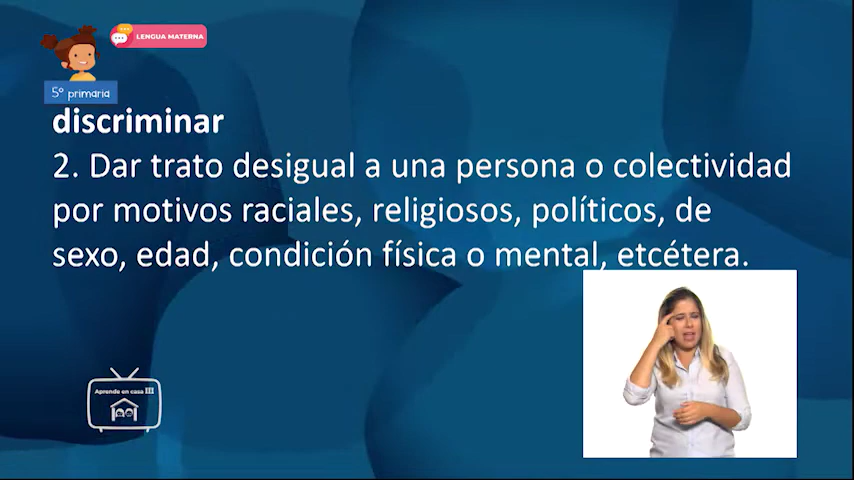 LENGUA MATERNA
5° primaria
discriminar
2. Dar trato desigual a una persona o colectividad
por motivos raciales, religiosos, políticos, de
sexo, edad, condición física o mental, etcétera.
Aprende en casa III